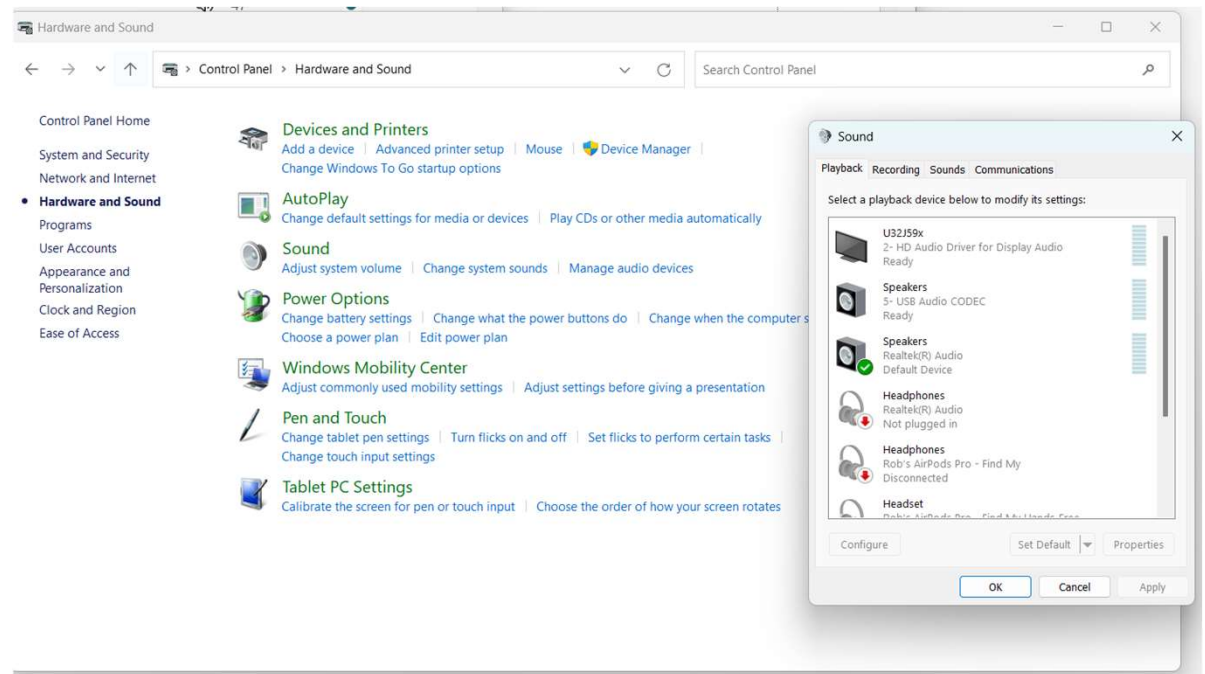 Hardware and Sound
Control Panel > Hardware and Sound
Search Control Panel
Control Panel Home
System and Security
Network and Internet
Hardware and Sound
Programs
User Accounts
Appearance and
Personalization
Clock and Region
Ease of Access
Devices and Printers
Add a device | Advanced printer setup | Mouse | Device Manager |
Change Windows To Go startup options
AutoPlay
Change default settings for media or devices | Play CDs or other media automatically
Sound
Adjust system volume | Change system sounds | Manage audio devices
Power Options
Change battery settings | Change what the power buttons do | Change when the computer s
Choose a power plan | Edit power plan
Windows Mobility Center
Adjust commonly used mobility settings | Adjust settings before giving a presentation
Pen and Touch
Change tablet pen settings | Turn flicks on and off | Set flicks to perform certain tasks |
Change touch input settings
Tablet PC Settings
Calibrate the screen for pen or touch input | Choose the order of how your screen rotates
Sound
Playback Recording Sounds Communications
Select a playback device below to modify its settings:
U32J59x
2- HD Audio Driver for Display Audio
Ready
Speakers
5- USB Audio CODEC
Ready
Speakers
Realtek(R) Audio
Default Device
Headphones
Realtek(R) Audio
Not plugged in
Headphones
Rob's AirPods Pro - Find My
Disconnected
Headset
Rob's AirPods Pro - Find My Hands-Free
Configure Set Default Properties
OK Cancel Apply